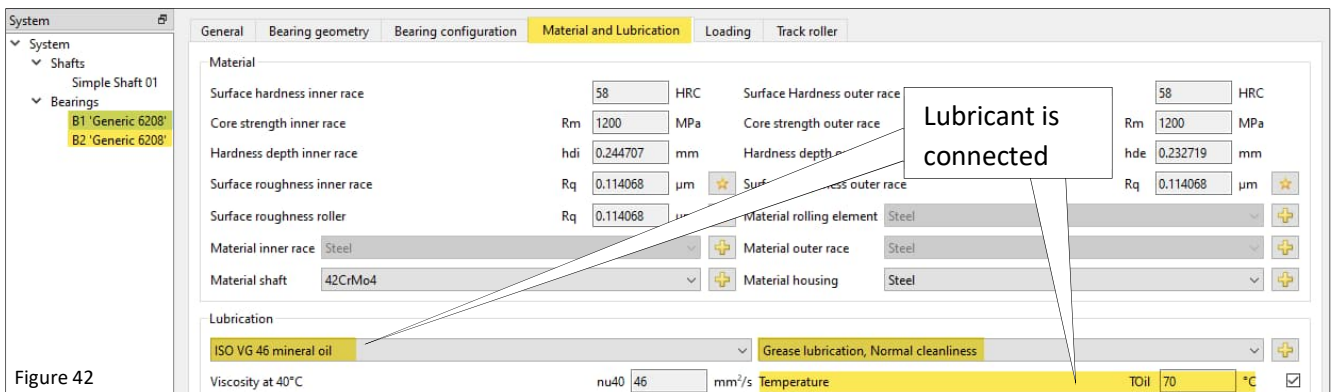 System
System
Shafts
Simple Shaft 01
Bearings
B1 'Generic 6208'
B2 'Generic 6208'
General Bearing geometry Bearing configuration Material and Lubrication Loading Track roller
Material
Surface hardness inner race 58 HRC Surface Hardness outer race 58 HRC
Core strength inner race Rm 1200 MPa Core strength outer race Rm 1200 MPa
Hardness depth inner race hdi 0.244707 mm Hardness depth hde 0.232719 mm
Surface roughness inner race Rq 0.114068 µm outer race Rq 0.114068 µm
Surface roughness roller Rq 0.114068 Material rolling element Steel
Material inner race Steel Material outer race Steel
Material shaft 42CrMo4 Material housing Steel
Lubricant is
connected
Lubrication
ISO VG 46 mineral oil Grease lubrication, Normal cleanliness
Viscosity at 40°C nu40 46 mm²/s Temperature TOil 70 °C
Figure 42